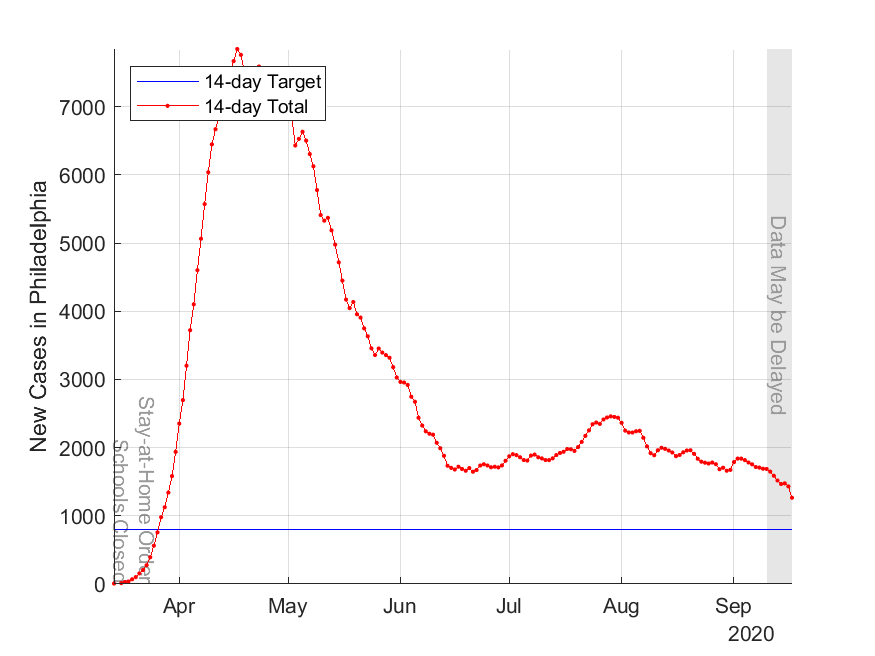 14-day Target
14-day Total
New Cases in Philadelphia
7000
6000
5000
4000
3000
2000
1000
0
Schools Closed
Stay-at-Home Order
Data May be Delayed
Apr
May
Jun
Jul
Aug
Sep
2020